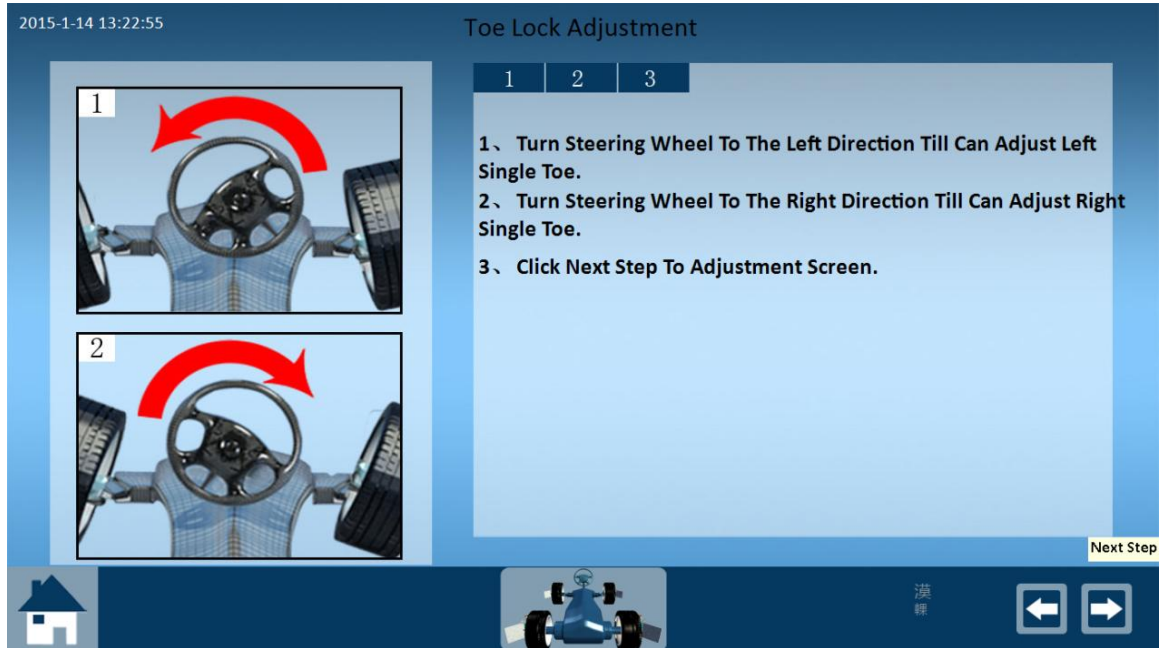 2015-1-14 13:22:55
Toe Lock Adjustment
1
2
1 2 3
1、 Turn Steering Wheel To The Left Direction Till Can Adjust Left
Single Toe.
2、 Turn Steering Wheel To The Right Direction Till Can Adjust Right
Single Toe.
3、 Click Next Step To Adjustment Screen.
Next Step
漠